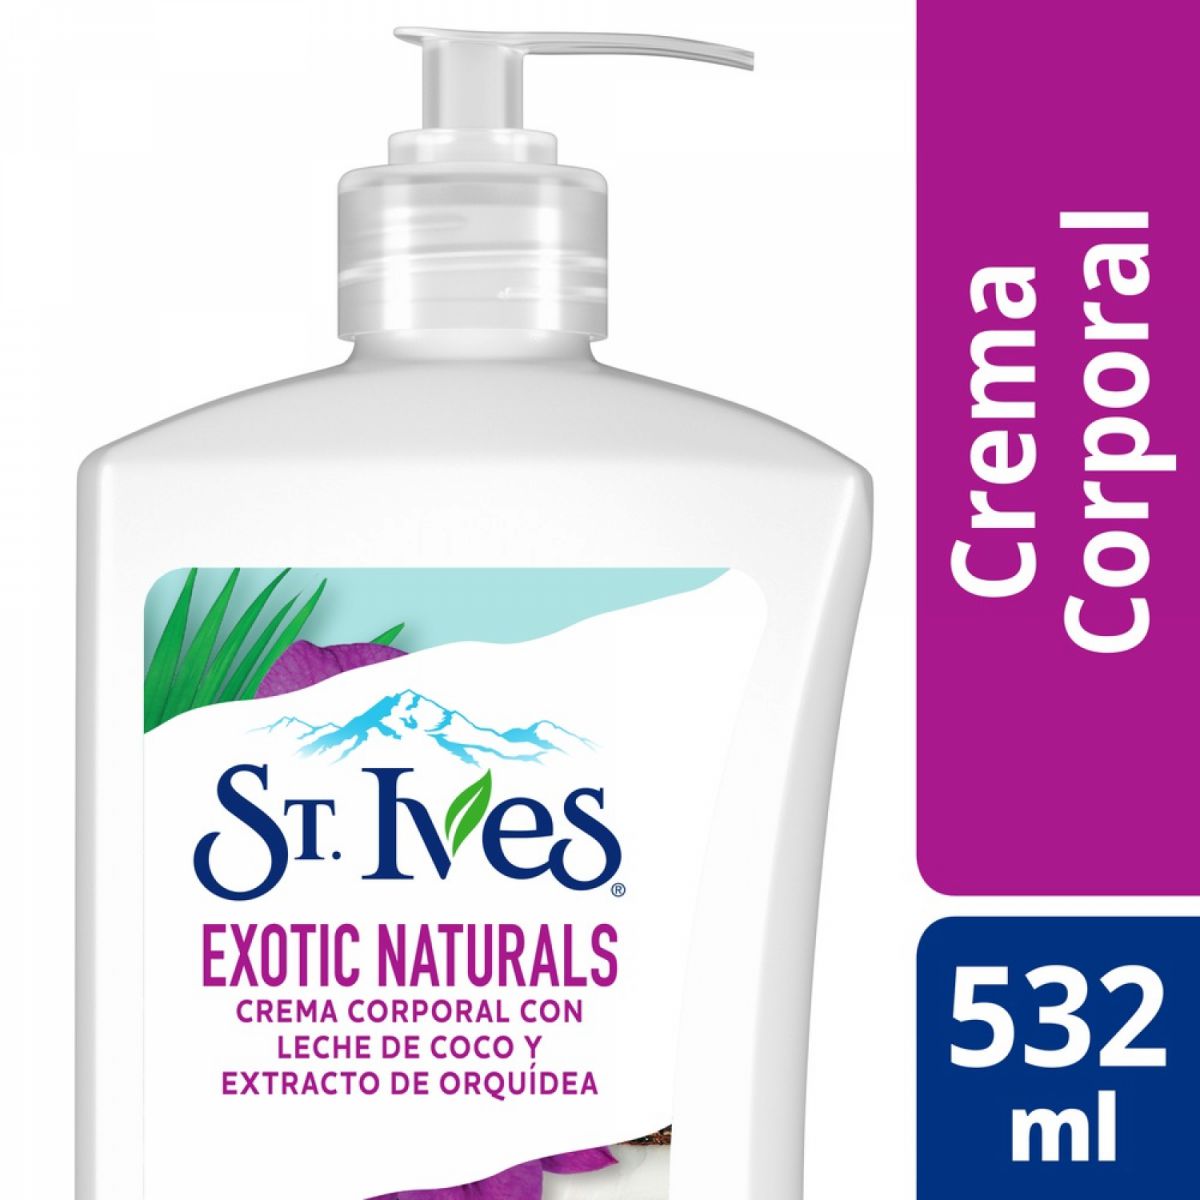 ST. IVES®
EXOTIC NATURALS
CREMA CORPORAL CON
LECHE DE COCO Y
EXTRACTO DE ORQUÍDEA
Crema
Corporal
532
ml